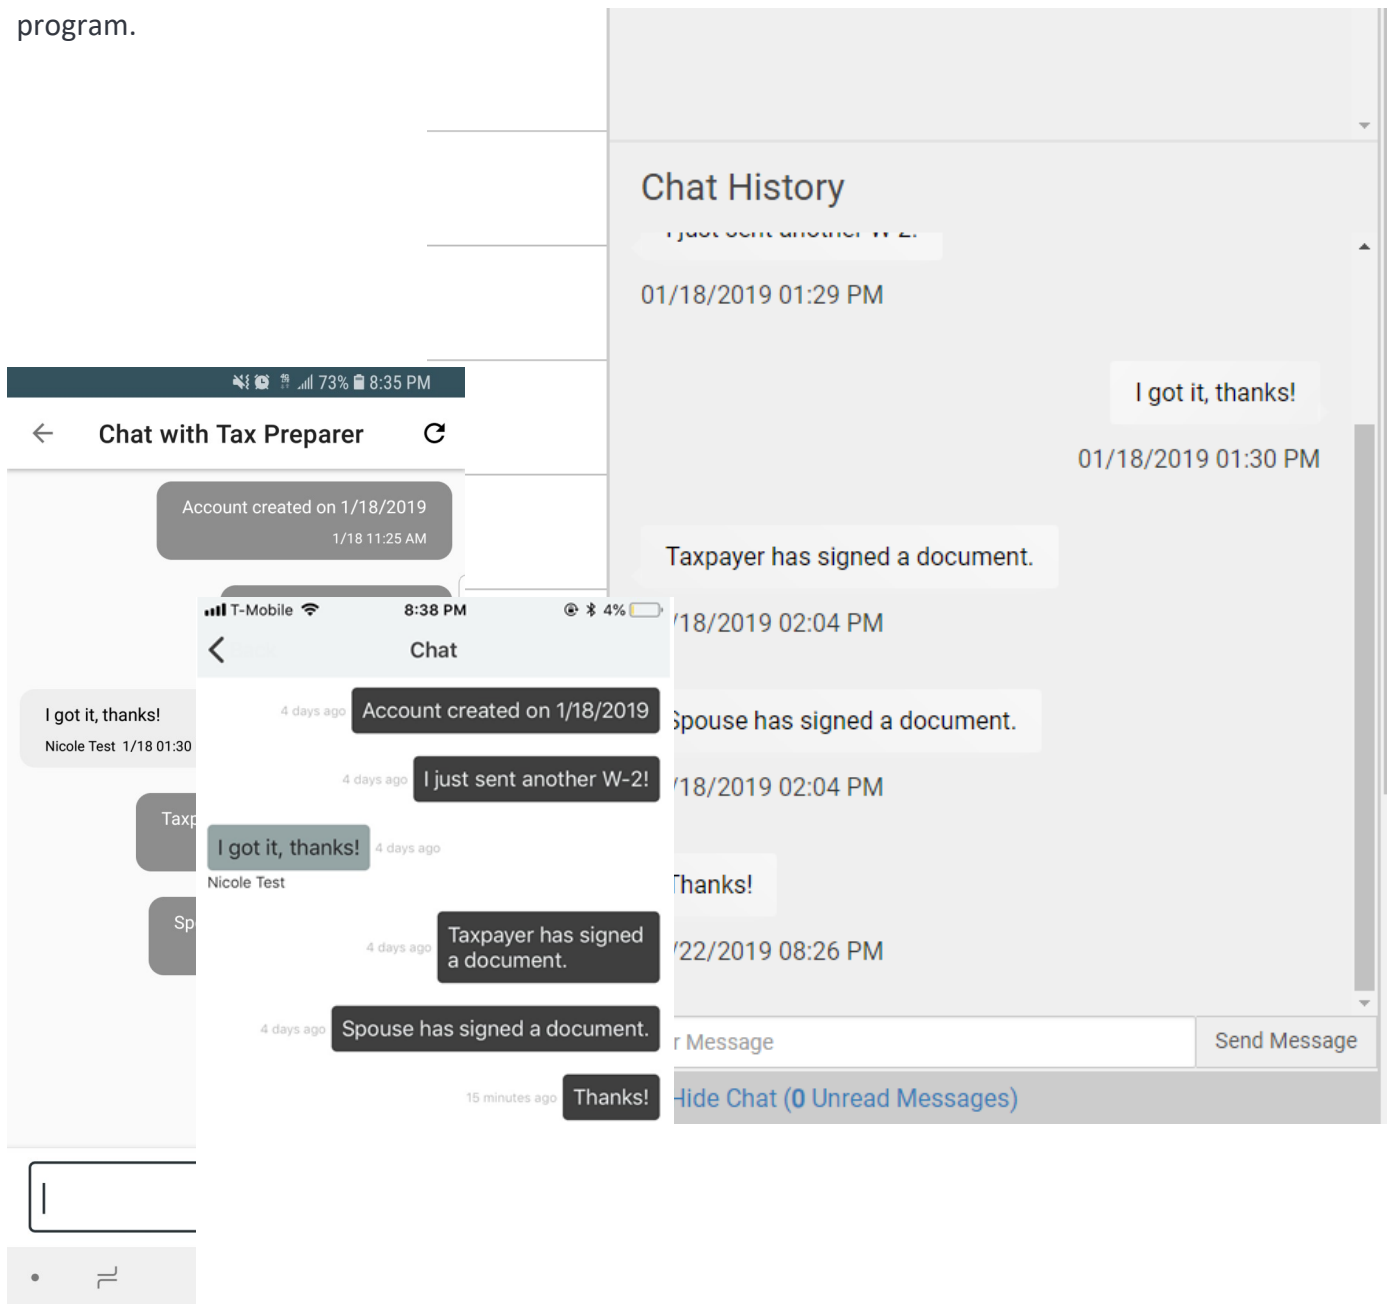 program.
Chat History
I just sent another W-2!
01/18/2019 01:29 PM
I got it, thanks!
01/18/2019 01:30 PM
Taxpayer has signed a document.
/18/2019 02:04 PM
Spouse has signed a document.
/18/2019 02:04 PM
Thanks!
/22/2019 08:26 PM
r Message
Send Message
Hide Chat (0 Unread Messages)
73% 8:35 PM
Chat with Tax Preparer
Account created on 1/18/2019
1/18 11:25 AM
I got it, thanks!
Nicole Test 1/18 01:30
Taxp
Sp
T-Mobile 8:38 PM 4%
Chat
4 days ago Account created on 1/18/2019
4 days ago I just sent another W-2!
I got it, thanks! 4 days ago
Nicole Test
4 days ago Taxpayer has signed
a document.
4 days ago Spouse has signed a document.
15 minutes ago Thanks!